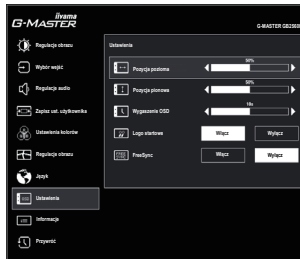 iiyama
G-MASTER
G-MASTER GB2560
Regulacje obrazu
Ustawienia
Wybór wejść
Pozycja pozioma
50%
Regulacje audio
Pozycja pionowa
50%
Zapisz ust. użytkownika
Wygaszenie OSD
10s
Ustawienia kolorów
Logo startowe
Włącz
Wyłącz
Regulacje obrazu
FreeSync
Włącz
Wyłącz
Język
Ustawienia
Informacja
Przywróć